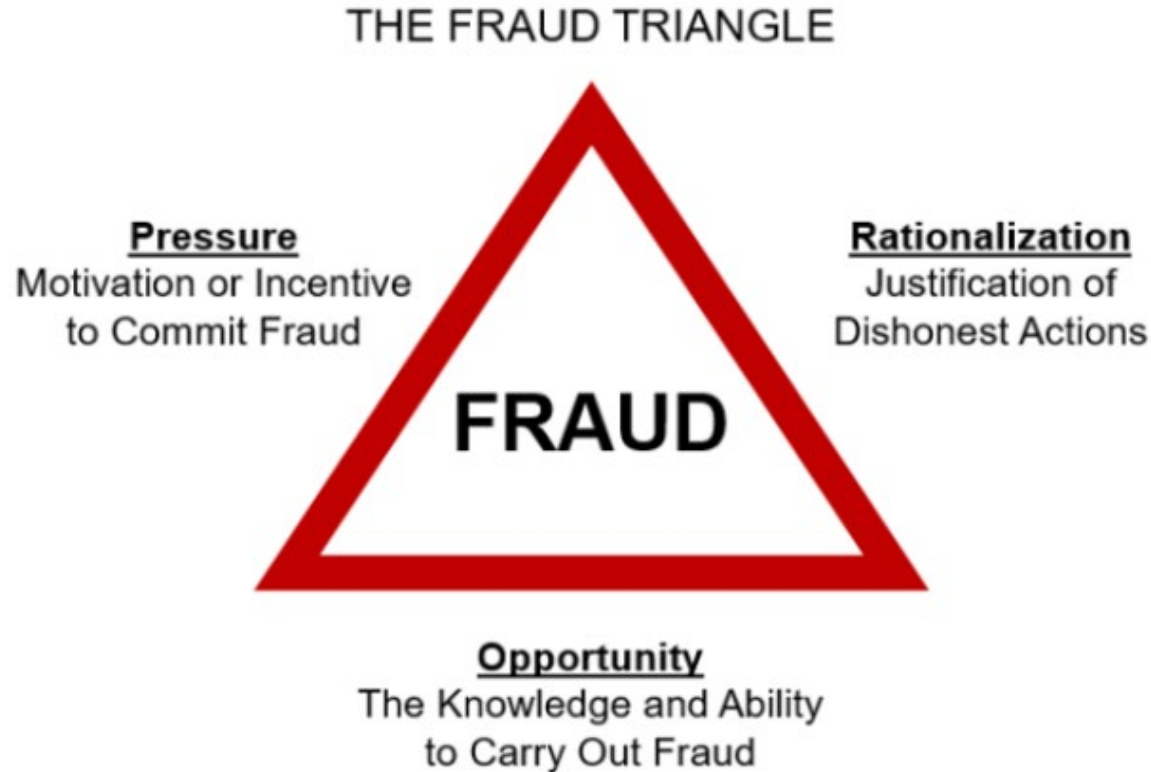 THE FRAUD TRIANGLE
Pressure
Motivation or Incentive
to Commit Fraud
Rationalization
Justification of
Dishonest Actions
FRAUD
Opportunity
The Knowledge and Ability
to Carry Out Fraud